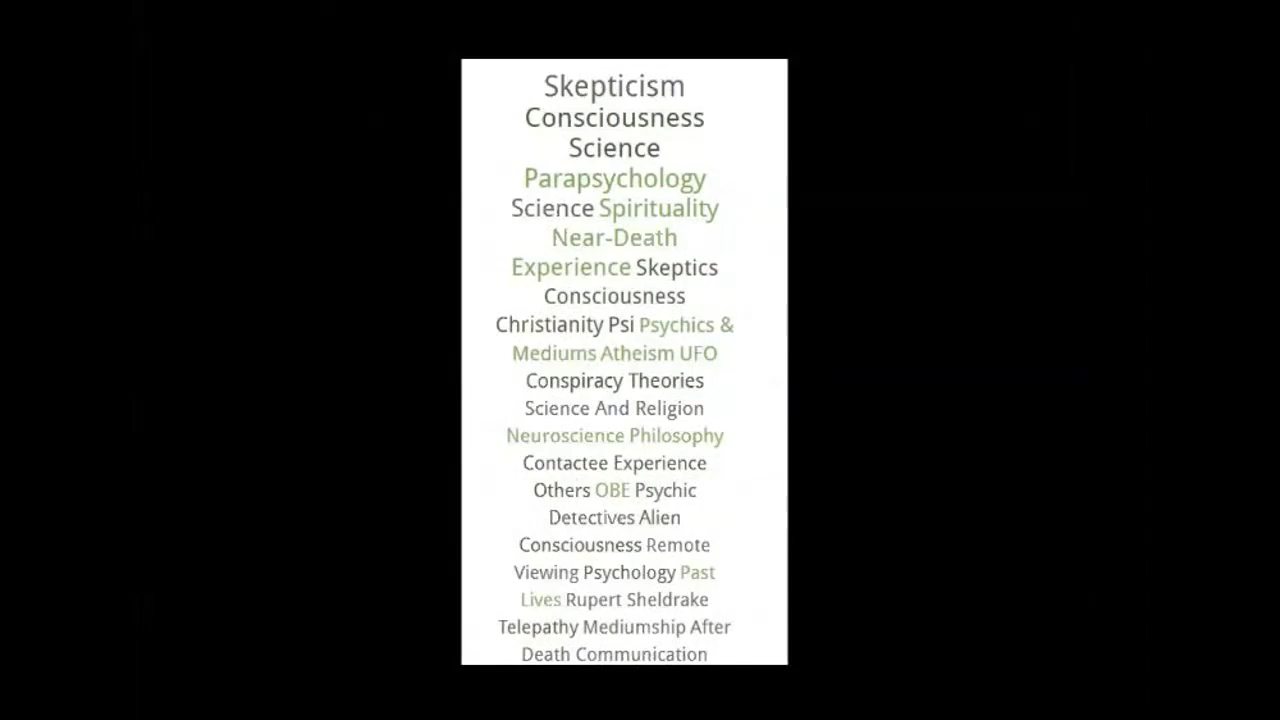 Skepticism
Consciousness
Science
Parapsychology
Science Spirituality
Near-Death
Experience Skeptics
Consciousness
Christianity Psi Psychics &
Mediums Atheism UFO
Conspiracy Theories
Science And Religion
Neuroscience Philosophy
Contactee Experience
Others OBE Psychic
Detectives Alien
Consciousness Remote
Viewing Psychology Past
Lives Rupert Sheldrake
Telepathy Mediumship After
Death Communication